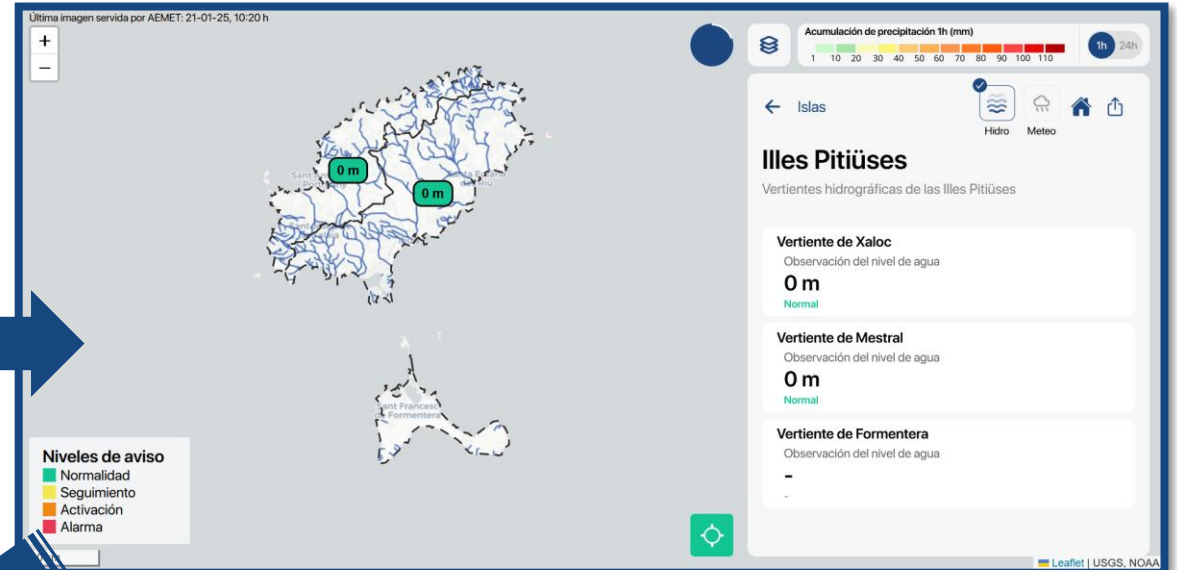 Última imagen servida por AEMET: 21-01-25, 10:20 h
+
−
Acumulación de precipitación 1h (mm)
1 10 20 30 40 50 60 70 80 90 100 110
1h 24h
← Islas
Hidro Meteo
Illes Pitiüses
Vertientes hidrográficas de las Illes Pitiüses
Vertiente de Xaloc
Observación del nivel de agua
0 m
Normal
Vertiente de Mestral
Observación del nivel de agua
0 m
Normal
Vertiente de Formentera
Observación del nivel de agua
-
-
0 m
0 m
Sant Francesc
de Formentera
Niveles de aviso
Normalidad
Seguimiento
Activación
Alarma
Leaflet | USGS, NOAA